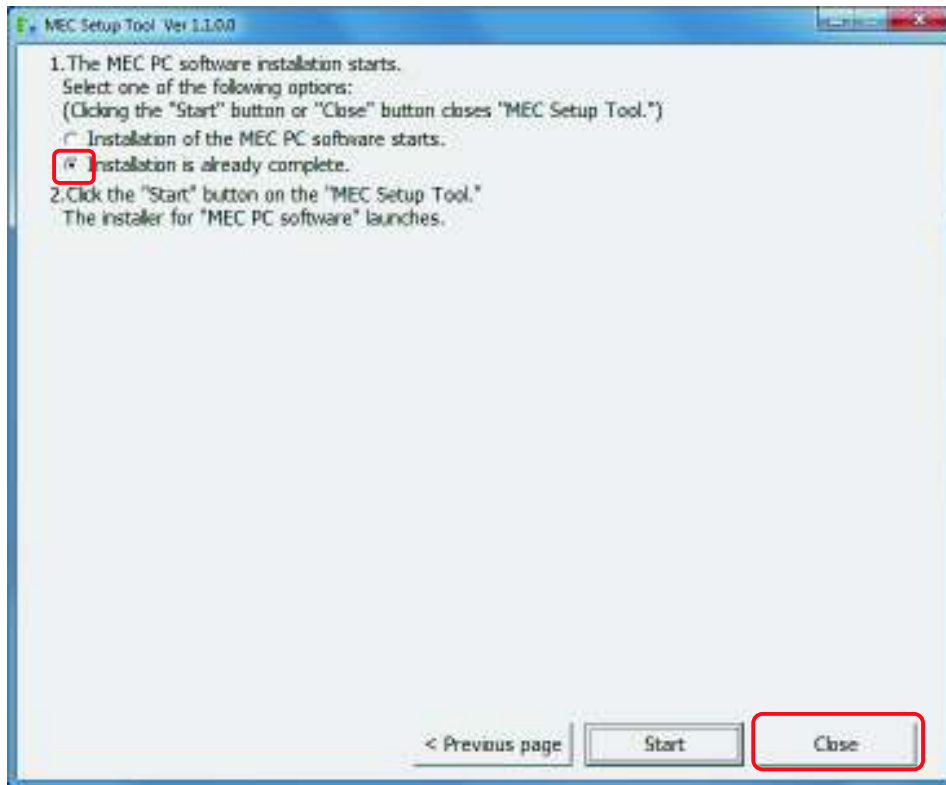 MEC Setup Tool Ver 1.1.0.0
1.The MEC PC software installation starts.
Select one of the following options:
(Clicking the "Start" button or "Close" button closes "MEC Setup Tool.")
Installation of the MEC PC software starts.
Installation is already complete.
2.Click the "Start" button on the "MEC Setup Tool."
The installer for "MEC PC software" launches.
< Previous page
Start
Close